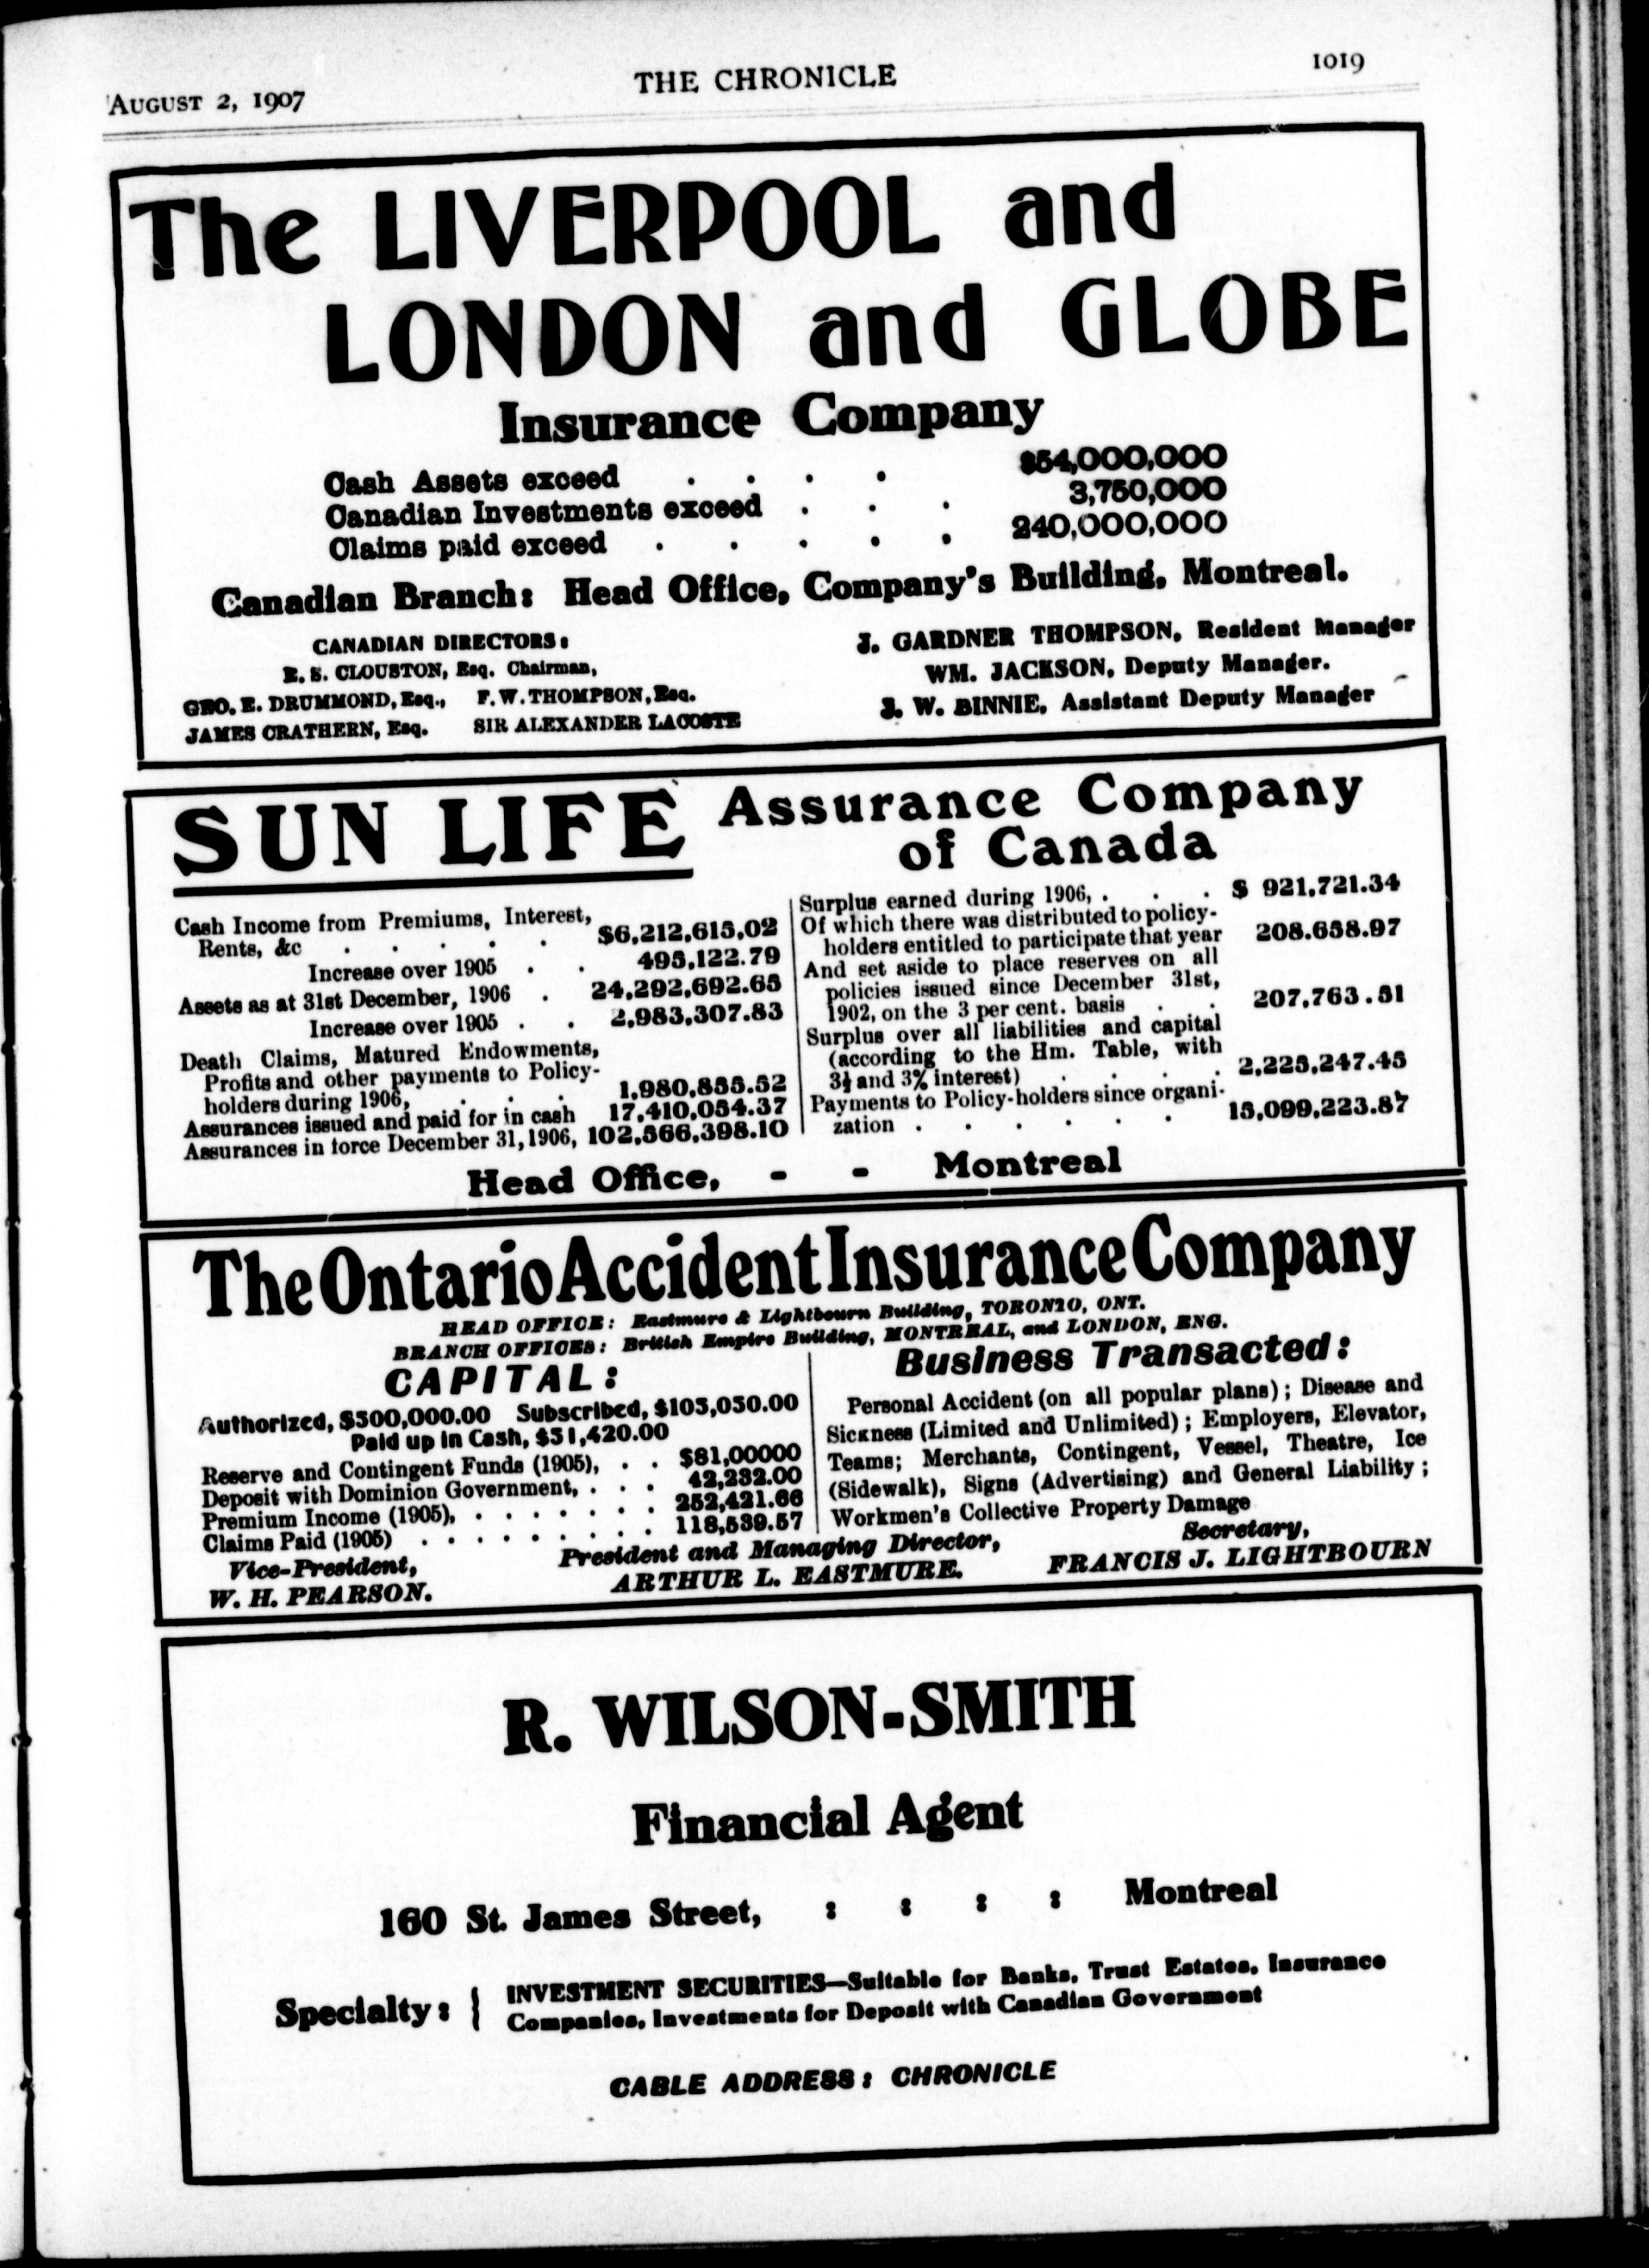 AUGUST 2, 1907
THE CHRONICLE
1019
The LIVERPOOL and
LONDON and GLOBE
Insurance Company
Cash Assets exceed . . . . $54,000,000
Canadian Investments exceed . . . 3,750,000
Claims paid exceed . . . . . 240,000,000
Canadian Branch: Head Office, Company's Building, Montreal.
CANADIAN DIRECTORS:
E. S. CLOUSTON, Esq. Chairman,
GEO. E. DRUMMOND, Esq., F. W. THOMPSON, Esq.
JAMES CRATHERN, Esq. SIR ALEXANDER LACOSTE
J. GARDNER THOMPSON, Resident Manager
WM. JACKSON, Deputy Manager.
J. W. BINNIE, Assistant Deputy Manager
SUN LIFE Assurance Company
of Canada
Cash Income from Premiums, Interest,
Rents, &c . . . . . $6,212,615.02
Increase over 1905 . . 495,122.79
Assets as at 31st December, 1906 . 24,292,692.65
Increase over 1905 . . 2,983,307.83
Death Claims, Matured Endowments,
Profits and other payments to Policy-
holders during 1906, . . . 1,980,855.52
Assurances issued and paid for in cash 17,410,054.37
Assurances in force December 31, 1906, 102,566,398.10
Surplus earned during 1906, . . . $ 921,721.34
Of which there was distributed to policy-
holders entitled to participate that year 208,658.97
And set aside to place reserves on all
policies issued since December 31st,
1902, on the 3 per cent. basis . . 207,763.51
Surplus over all liabilities and capital
(according to the Hm. Table, with
3½ and 3% interest) . . . . 2,225,247.45
Payments to Policy-holders since organi-
zation . . . . . . 15,099,223.87
Head Office, - - Montreal
The Ontario Accident Insurance Company
HEAD OFFICE: Eastmure & Lightbourn Building, TORONTO, ONT.
BRANCH OFFICES: British Empire Building, MONTREAL, and LONDON, ENG.
CAPITAL:
Authorized, $500,000.00 Subscribed, $105,050.00
Paid up in Cash, $51,420.00
Reserve and Contingent Funds (1905), . . $81,00000
Deposit with Dominion Government, . . . 42,232.00
Premium Income (1905), . . . . . . . 252,421.66
Claims Paid (1905) . . . . . . . . . 118,539.57
Business Transacted:
Personal Accident (on all popular plans); Disease and
Sickness (Limited and Unlimited); Employers, Elevator,
Teams; Merchants, Contingent, Vessel, Theatre, Ice
(Sidewalk), Signs (Advertising) and General Liability;
Workmen's Collective Property Damage
Vice-President,
W. H. PEARSON.
President and Managing Director,
ARTHUR L. EASTMURE.
Secretary,
FRANCIS J. LIGHTBOURN
R. WILSON-SMITH
Financial Agent
160 St. James Street, : : : : Montreal
Specialty: { INVESTMENT SECURITIES—Suitable for Banks, Trust Estates, Insurance
Companies, Investments for Deposit with Canadian Government
CABLE ADDRESS: CHRONICLE